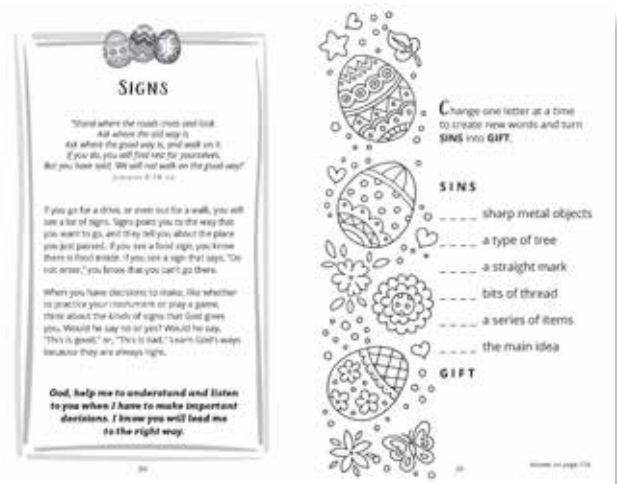 SIGNS
"Stand where the roads cross and look.
Ask where the old way is.
Ask where the good way is, and walk on it.
If you do, you will find rest for yourselves.
But you have said, 'We will not walk on the good way!'
Jeremiah 6:16
If you go for a drive, or even out for a walk, you will
see a lot of signs. Signs point you to the way that
you want to go, and they tell you about the place
you just passed. If you see a food sign, you know
there is food inside. If you see a sign that says, "Do
not enter," you know that you can't go there.
When you have decisions to make, like whether
to practice your instrument or play a game,
think about the kinds of signs that God gives
you. Would he say no or yes? Would he say,
"This is good," or, "This is bad." Learn God's ways
because they are always right.
God, help me to understand and listen
to you when I have to make important
decisions. I know you will lead me
to the right way.
Change one letter at a time
to create new words and turn
SINS into GIFT.
SINS
_ _ _ _ sharp metal objects
_ _ _ _ a type of tree
_ _ _ _ a straight mark
_ _ _ _ bits of thread
_ _ _ _ a series of items
_ _ _ _ the main idea
GIFT
Answer on page